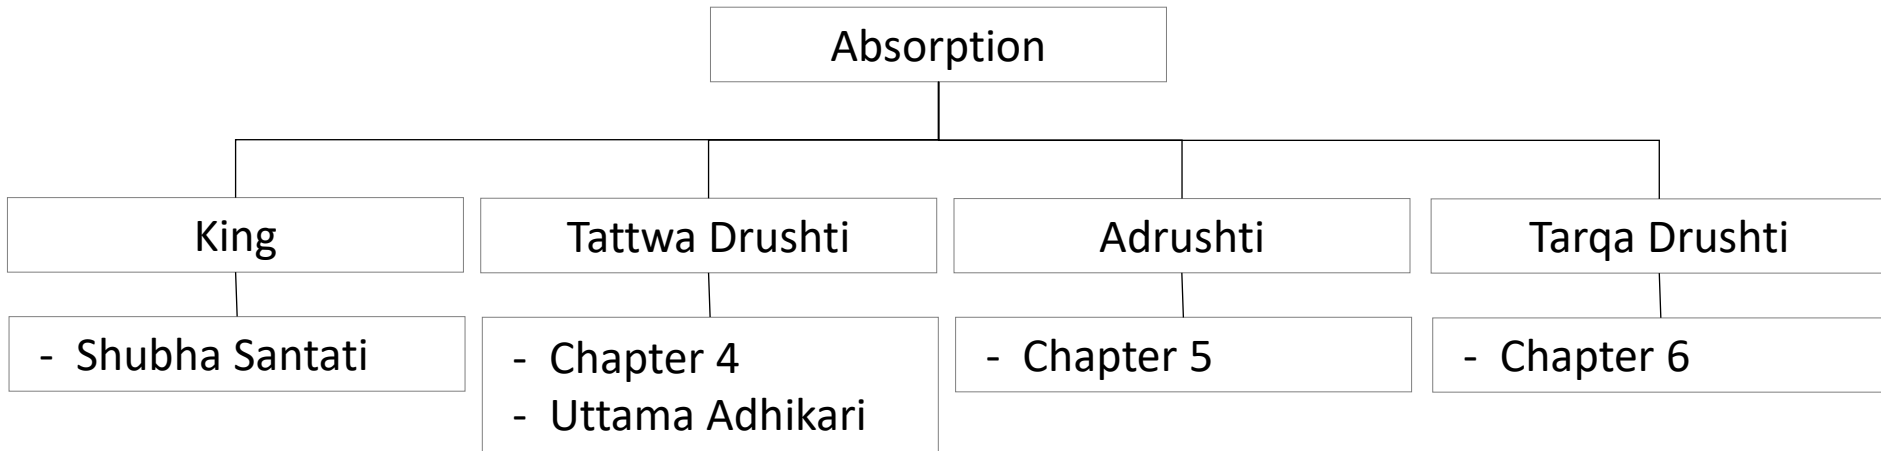 Absorption
King
Tattwa Drushti
Adrushti
Tarqa Drushti
- Shubha Santati
- Chapter 4
- Uttama Adhikari
- Chapter 5
- Chapter 6